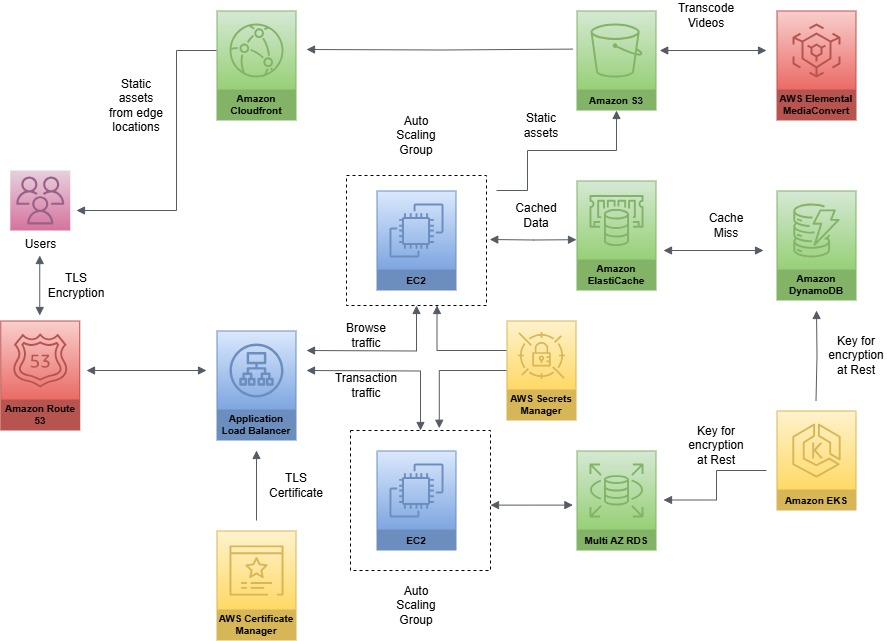 Transcode
Videos
Amazon
Cloudfront
Amazon S3
AWS Elemental
MediaConvert
Static
assets
from edge
locations
Auto
Scaling
Group
Static
assets
Users
EC2
Cached
Data
Amazon
ElastiCache
Cache
Miss
Amazon
DynamoDB
TLS
Encryption
53
Amazon Route
53
Application
Load Balancer
Browse
traffic
Transaction
traffic
AWS Secrets
Manager
Key for
encryption
at Rest
TLS
Certificate
EC2
Multi AZ RDS
Key for
encryption
at Rest
K
Amazon EKS
AWS Certificate
Manager
Auto
Scaling
Group